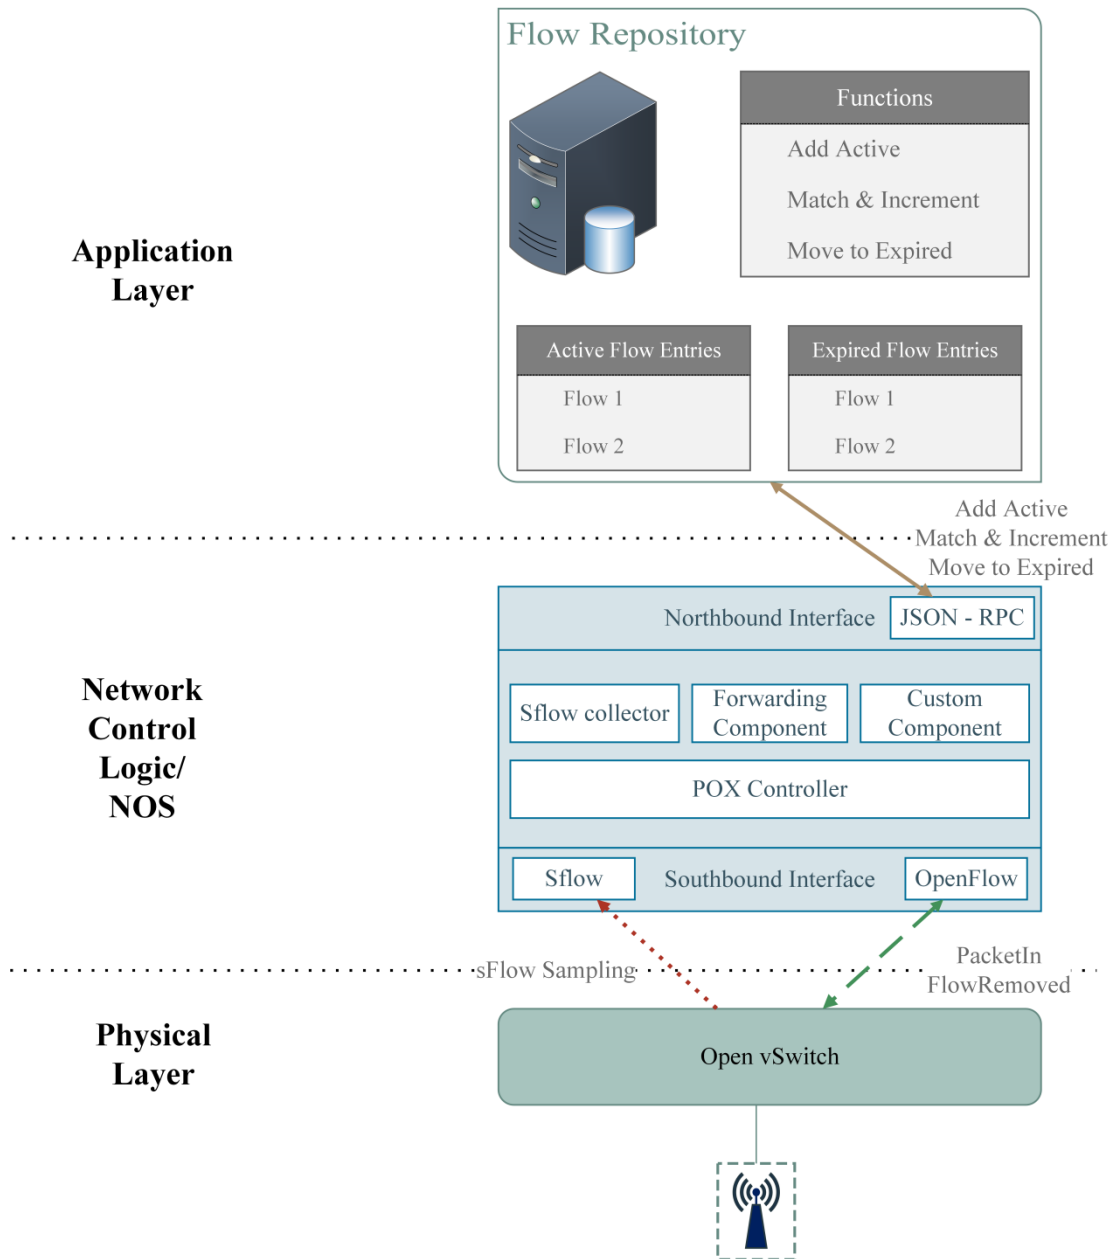 Flow Repository
Functions
Add Active
Match & Increment
Move to Expired
Application
Layer
Active Flow Entries
Flow 1
Flow 2
Expired Flow Entries
Flow 1
Flow 2
Add Active
Match & Increment
Move to Expired
Northbound Interface
JSON - RPC
Network
Control
Logic/
NOS
Sflow collector
Forwarding
Component
Custom
Component
POX Controller
Sflow
Southbound Interface
OpenFlow
sFlow Sampling
PacketIn
FlowRemoved
Physical
Layer
Open vSwitch